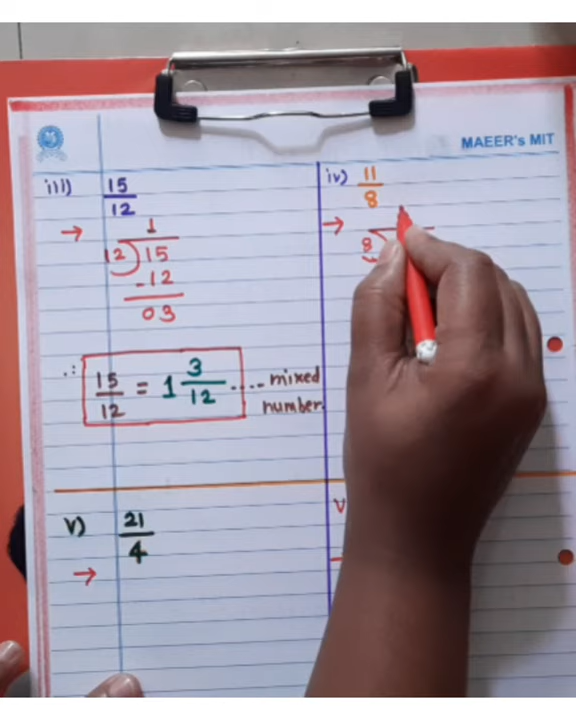 MAEER's MIT
iii) 15/12
→ 1
12)15
-12
03
∴ 15/12 = 1 3/12 .... mixed
number.
iv) 11/8
→ 8
v) 21/4
→
V